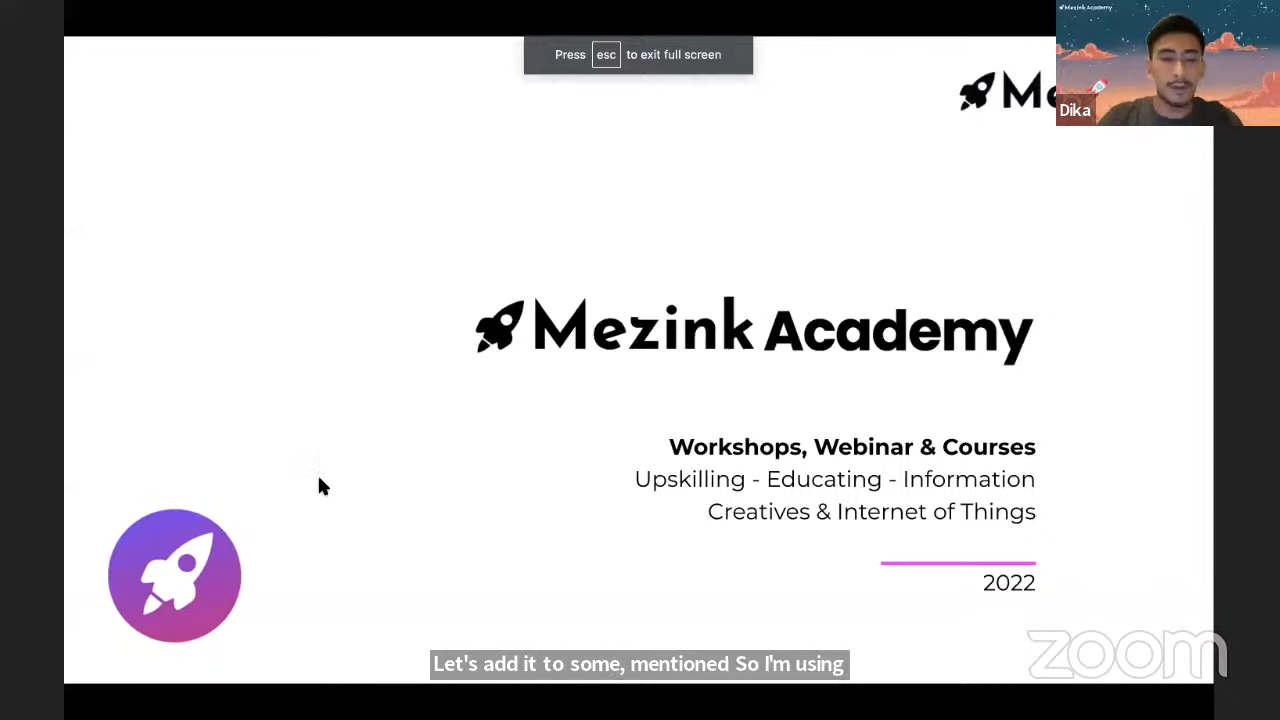 Mezink Academy
Press esc to exit full screen
Me
Dika
Mezink Academy
Workshops, Webinar & Courses
Upskilling - Educating - Information
Creatives & Internet of Things
2022
zoom
Let's add it to some, mentioned So I'm using